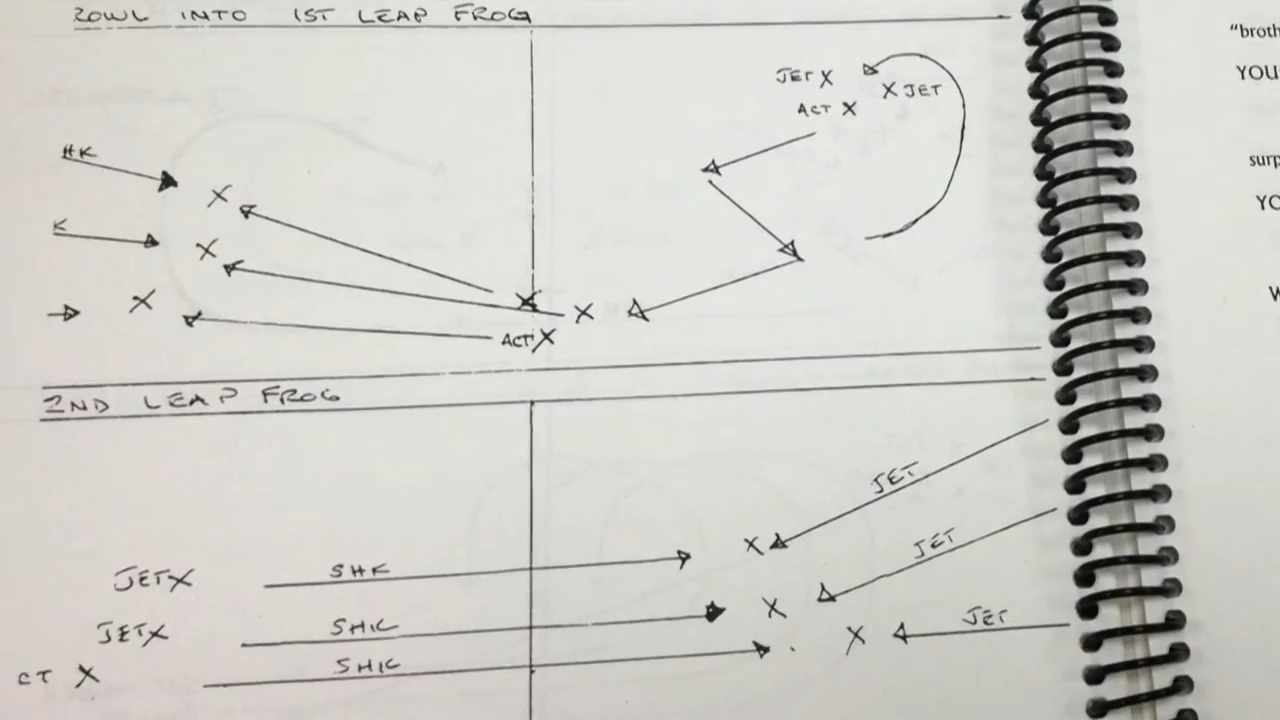 ROWL INTO 1ST LEAP FROG
JET X
X JET
ACT X
HK
X
K
X
X
X
X
ACT X
2ND LEAP FROG
JET
JET
X
JET X
SHK
X
JET X
SHK
X
JET
CT X
SHK
"broth
YOU
surp
YO
W